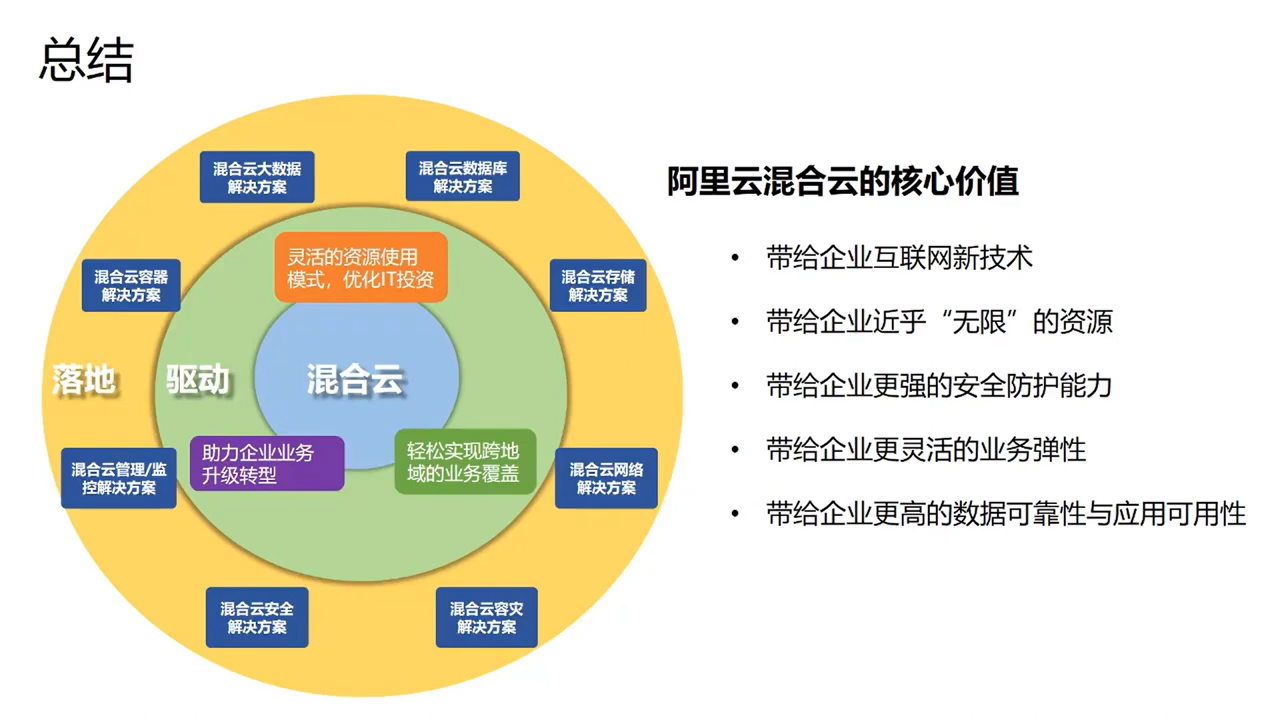 总结
混合云大数据
解决方案
混合云数据库
解决方案
灵活的资源使用
模式，优化IT投资
混合云容器
解决方案
混合云存储
解决方案
落地
驱动
混合云
助力企业业务
升级转型
轻松实现跨地
域的业务覆盖
混合云管理/监
控解决方案
混合云网络
解决方案
混合云安全
解决方案
混合云容灾
解决方案
阿里云混合云的核心价值
• 带给企业互联网新技术
• 带给企业近乎“无限”的资源
• 带给企业更强的安全防护能力
• 带给企业更灵活的业务弹性
• 带给企业更高的数据可靠性与应用可用性